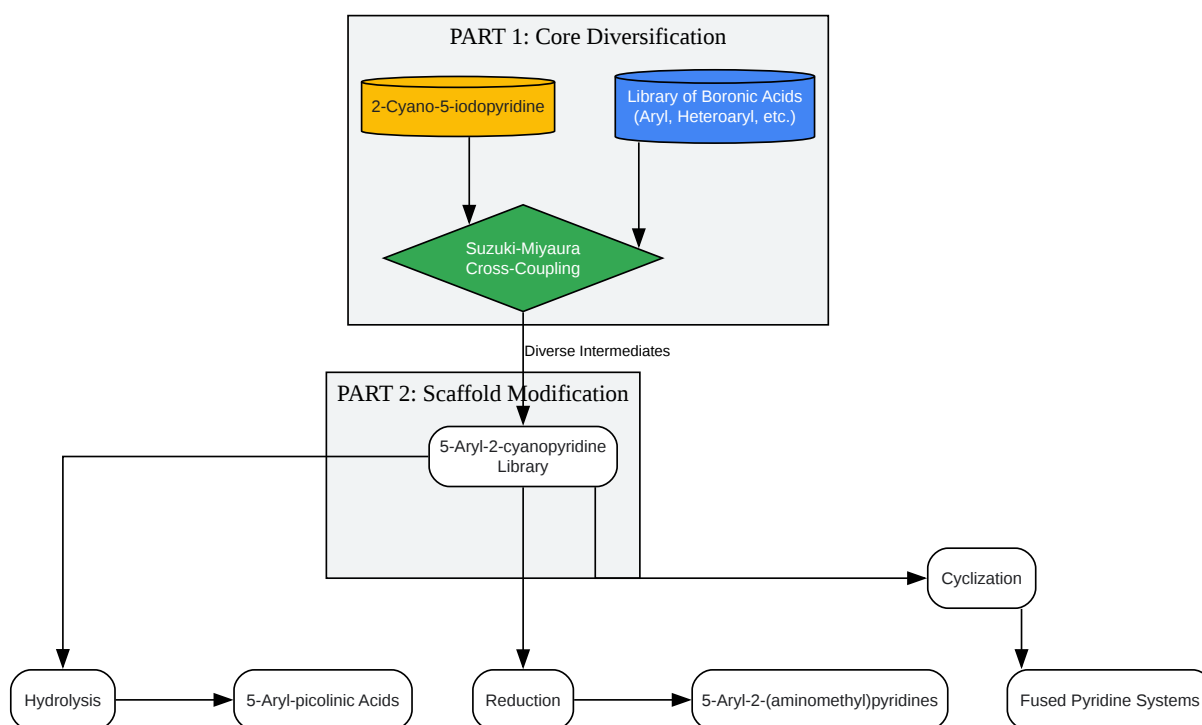 PART 1: Core Diversification
2-Cyano-5-iodopyridine
Library of Boronic Acids
(Aryl, Heteroaryl, etc.)
Suzuki-Miyaura
Cross-Coupling
Diverse Intermediates
PART 2: Scaffold Modification
5-Aryl-2-cyanopyridine
Library
Cyclization
Hydrolysis
5-Aryl-picolinic Acids
Reduction
5-Aryl-2-(aminomethyl)pyridines
Fused Pyridine Systems